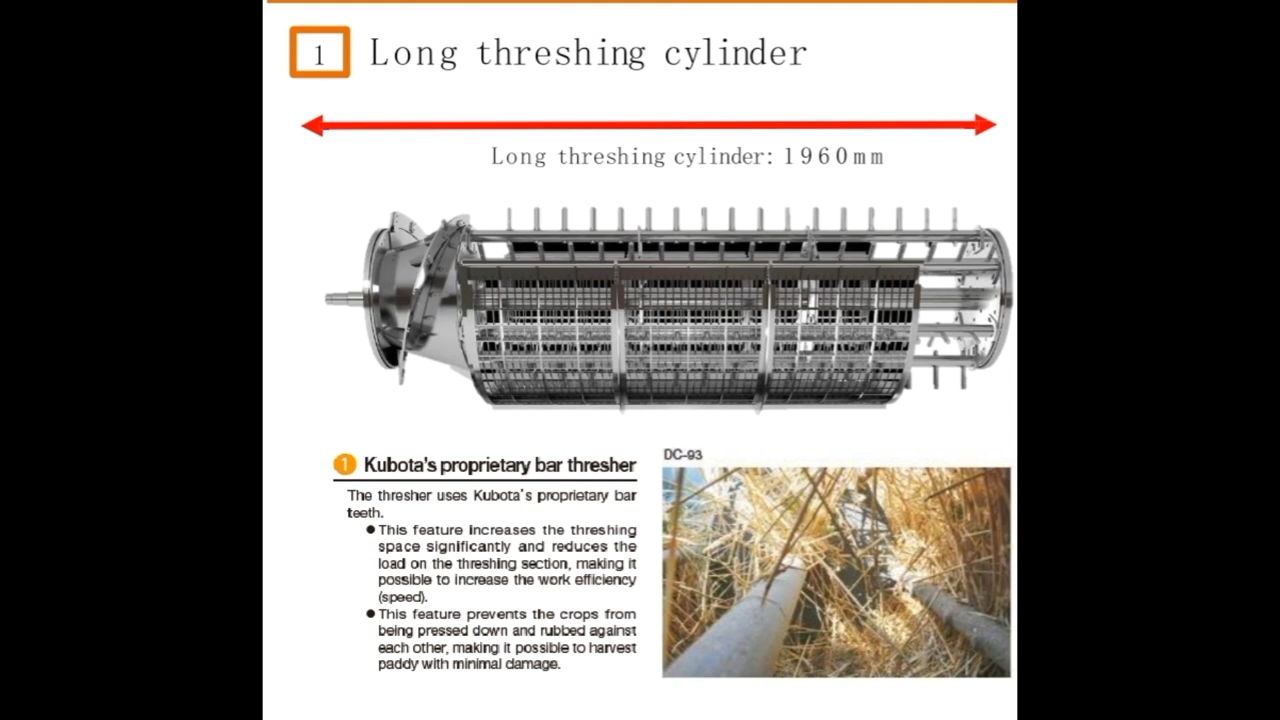 1 Long threshing cylinder
Long threshing cylinder: 1960mm
1 Kubota's proprietary bar thresher
DC-93
The thresher uses Kubota's proprietary bar
teeth.
●This feature increases the threshing
space significantly and reduces the
load on the threshing section, making it
possible to increase the work efficiency
(speed).
●This feature prevents the crops from
being pressed down and rubbed against
each other, making it possible to harvest
paddy with minimal damage.